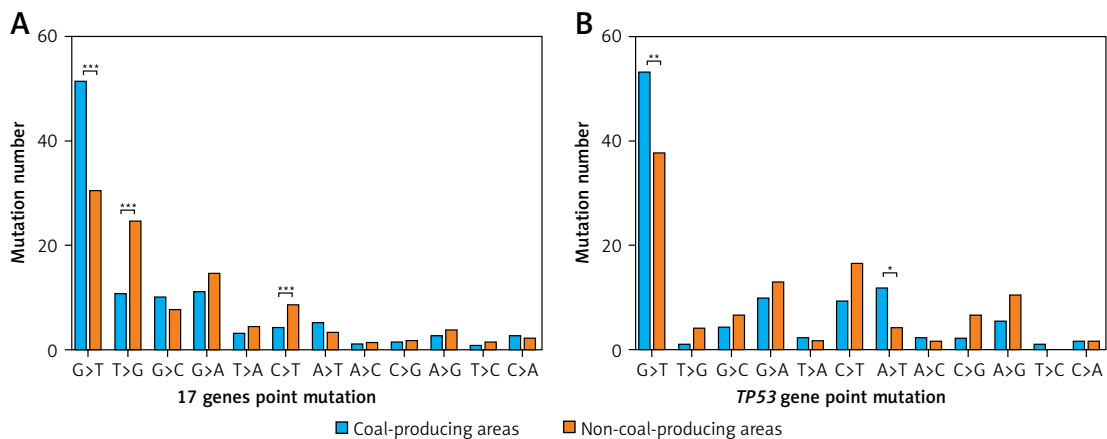 A
B
60
40
20
0
Mutation number
***
***
***
G>T T>G G>C G>A T>A C>T A>T A>C C>G A>G T>C C>A
17 genes point mutation
60
40
20
0
Mutation number
**
*
G>T T>G G>C G>A T>A C>T A>T A>C C>G A>G T>C C>A
TP53 gene point mutation
Coal-producing areas
Non-coal-producing areas